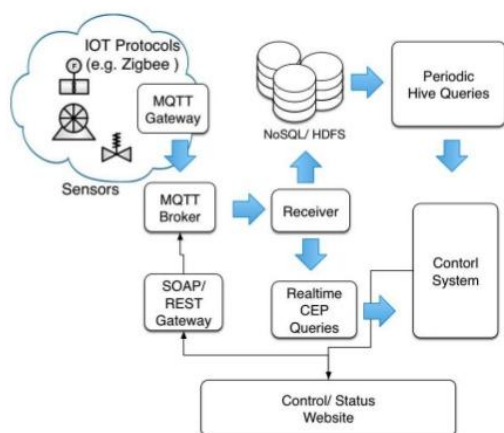 IOT Protocols
(e.g. Zigbee )
F
MQTT
Gateway
Sensors
NoSQL/ HDFS
Periodic
Hive Queries
MQTT
Broker
Receiver
Contorl
System
SOAP/
REST
Gateway
Realtime
CEP
Queries
Control/ Status
Website